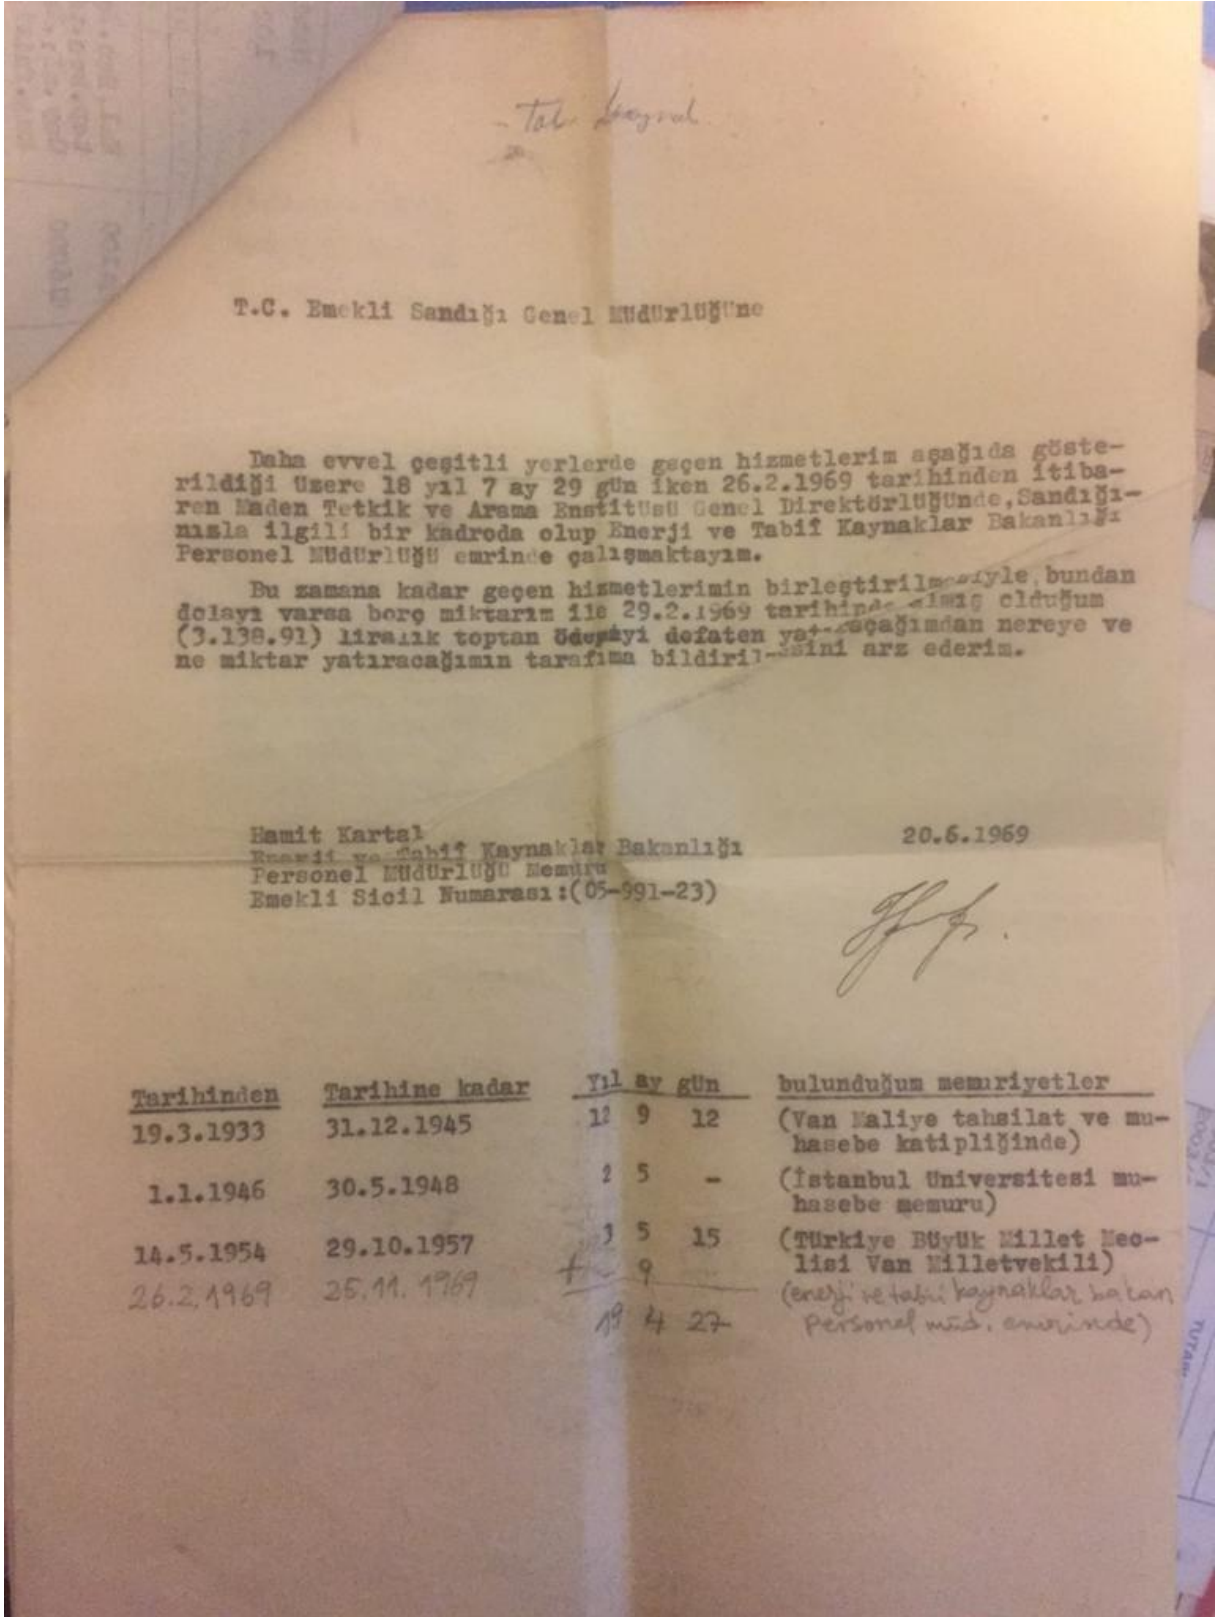 Tabi
T.C. Emekli Sandığı Genel Müdürlüğüne
Daha evvel çeşitli yerlerde geçen hizmetlerim aşağıda göste-
rildiği üzere 18 yıl 7 ay 29 gün iken 26.2.1969 tarihinden itiba-
ren Maden Tetkik ve Arama Enstitüsü Genel Direktörlüğünde,Sandığı-
nızla ilgili bir kadroda olup Enerji ve Tabiî Kaynaklar Bakanlığı
Personel Müdürlüğü emrinde çalışmaktayım.
Bu zamana kadar geçen hizmetlerimin birleştirilmesiyle, bundan
dolayı varsa borç miktarım ile 29.2.1969 tarihinde almış olduğum
(3.138.91) liralık toptan ödemeyi defaten yatıracağımdan nereye ve
ne miktar yatıracağımın tarafıma bildirilmesini arz ederim.
Hamit Kartal
20.6.1969
Enerji ve Tabiî Kaynaklar Bakanlığı
Personel Müdürlüğü Memuru
Emekli Sicil Numarası:(05-991-23)
Tarihinden Tarihine kadar Yıl ay gün bulunduğum memuriyetler
19.3.1933 31.12.1945 12 9 12 (Van Maliye tahsilat ve mu-
hasebe katipliğinde)
1.1.1946 30.5.1948 2 5 - (İstanbul Üniversitesi mu-
hasebe memuru)
14.5.1954 29.10.1957 3 5 15 (Türkiye Büyük Millet Mec-
lisi Van Milletvekili)
26.2.1969 25.11.1969 + - 9 (enerji ve tabii kaynaklar bakan
19 4 27 personel müd. emrinde)